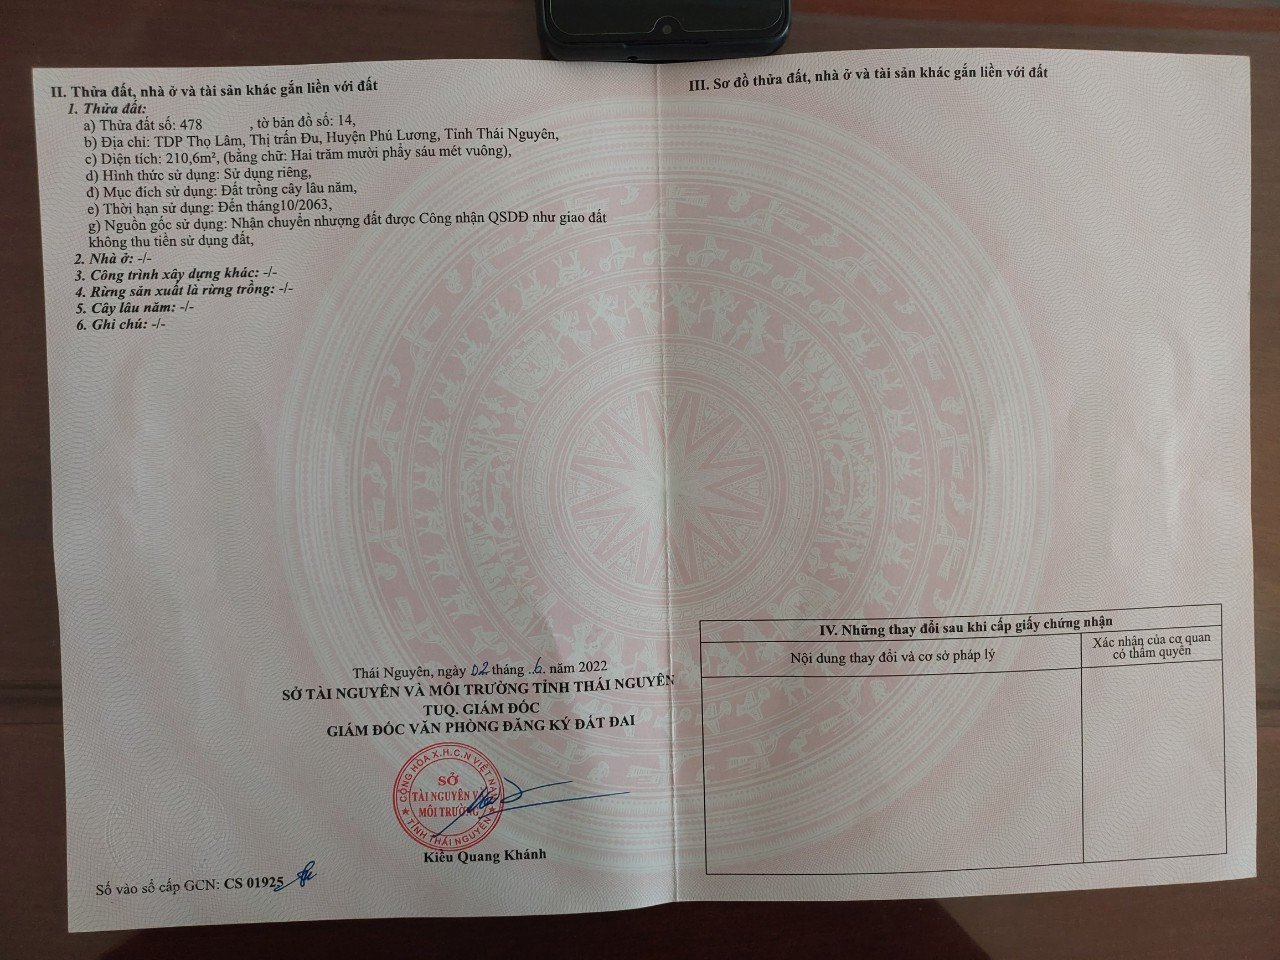 II. Thửa đất, nhà ở và tài sản khác gắn liền với đất
1. Thửa đất:
a) Thửa đất số: 478 , tờ bản đồ số: 14,
b) Địa chỉ: TDP Thọ Lâm, Thị trấn Đu, Huyện Phú Lương, Tỉnh Thái Nguyên,
c) Diện tích: 210,6m², (bằng chữ: Hai trăm mười phẩy sáu mét vuông),
d) Hình thức sử dụng: Sử dụng riêng,
đ) Mục đích sử dụng: Đất trồng cây lâu năm,
e) Thời hạn sử dụng: Đến tháng10/2063,
g) Nguồn gốc sử dụng: Nhận chuyển nhượng đất được Công nhận QSDĐ như giao đất
không thu tiền sử dụng đất,
2. Nhà ở: -/-
3. Công trình xây dựng khác: -/-
4. Rừng sản xuất là rừng trồng: -/-
5. Cây lâu năm: -/-
6. Ghi chú: -/-
Thái Nguyên, ngày 02 tháng .6. năm 2022
SỞ TÀI NGUYÊN VÀ MÔI TRƯỜNG TỈNH THÁI NGUYÊN
TUQ. GIÁM ĐỐC
GIÁM ĐỐC VĂN PHÒNG ĐĂNG KÝ ĐẤT ĐAI
CỘNG HÒA X.H.C.N VIỆT NAM
SỞ
TÀI NGUYÊN VÀ
MÔI TRƯỜNG
TỈNH THÁI NGUYÊN
Kiều Quang Khánh
Số vào sổ cấp GCN: CS 01925
III. Sơ đồ thửa đất, nhà ở và tài sản khác gắn liền với đất
IV. Những thay đổi sau khi cấp giấy chứng nhận
Nội dung thay đổi và cơ sở pháp lý
Xác nhận của cơ quan
có thẩm quyền